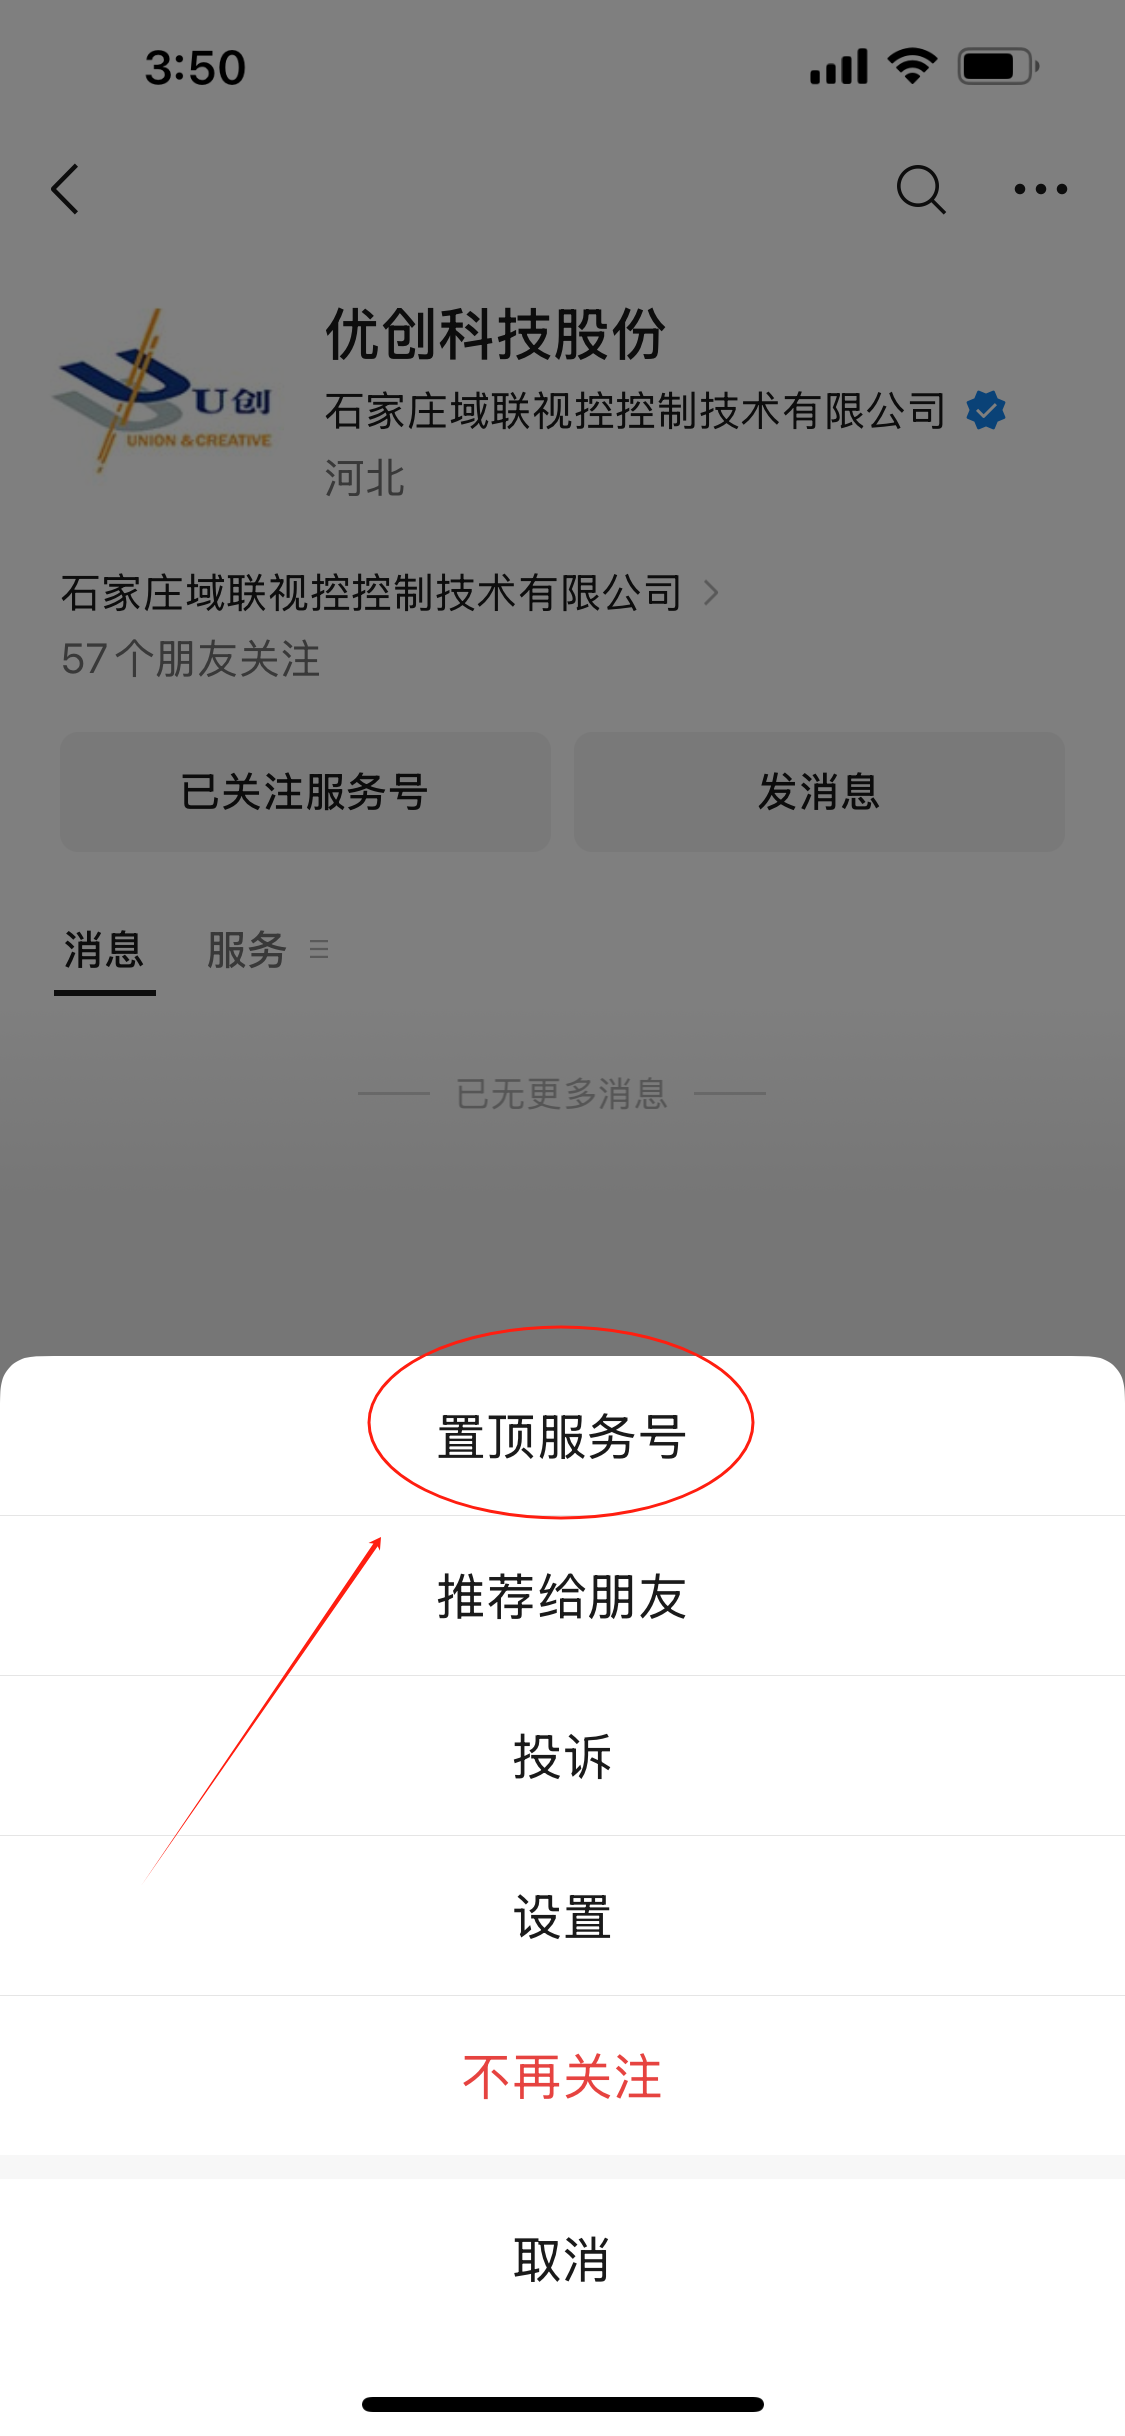 3:50
优创科技股份
U创
UNION & CREATIVE
石家庄域联视控控制技术有限公司
河北
石家庄域联视控控制技术有限公司
57个朋友关注
已关注服务号
发消息
消息
服务
已无更多消息
置顶服务号
推荐给朋友
投诉
设置
不再关注
取消